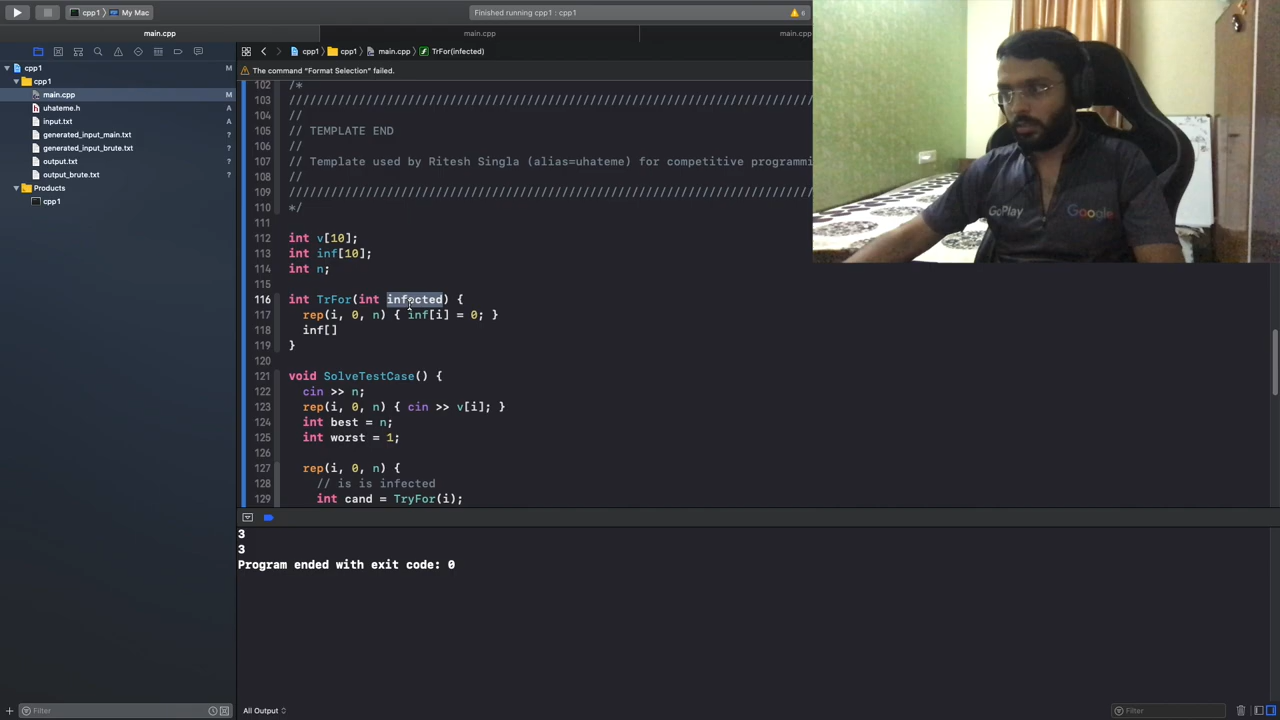 cpp1 〉 My Mac
Finished running cpp1 : cpp1
6
main.cpp
main.cpp
main.cpp
cpp1 〉 cpp1 〉 main.cpp 〉 TrFor(infected)
The command “Format Selection” failed.
cpp1 M
cpp1
main.cpp M
uhateme.h A
input.txt A
generated_input_main.txt ?
generated_input_brute.txt ?
output.txt ?
output_brute.txt ?
Products
cpp1
102 /*
103 ////////////////////////////////////////////////////////////////////////////
104 //
105 // TEMPLATE END
106 //
107 // Template used by Ritesh Singla (alias=uhateme) for competitive programmi
108 //
109 ////////////////////////////////////////////////////////////////////////////
110 */
111
112 int v[10];
113 int inf[10];
114 int n;
115
116 int TrFor(int infected) {
117 rep(i, 0, n) { inf[i] = 0; }
118 inf[]
119 }
120
121 void SolveTestCase() {
122 cin >> n;
123 rep(i, 0, n) { cin >> v[i]; }
124 int best = n;
125 int worst = 1;
126
127 rep(i, 0, n) {
128 // is is infected
129 int cand = TryFor(i);
GoPlay Google
3
3
Program ended with exit code: 0
Filter
All Output
Filter